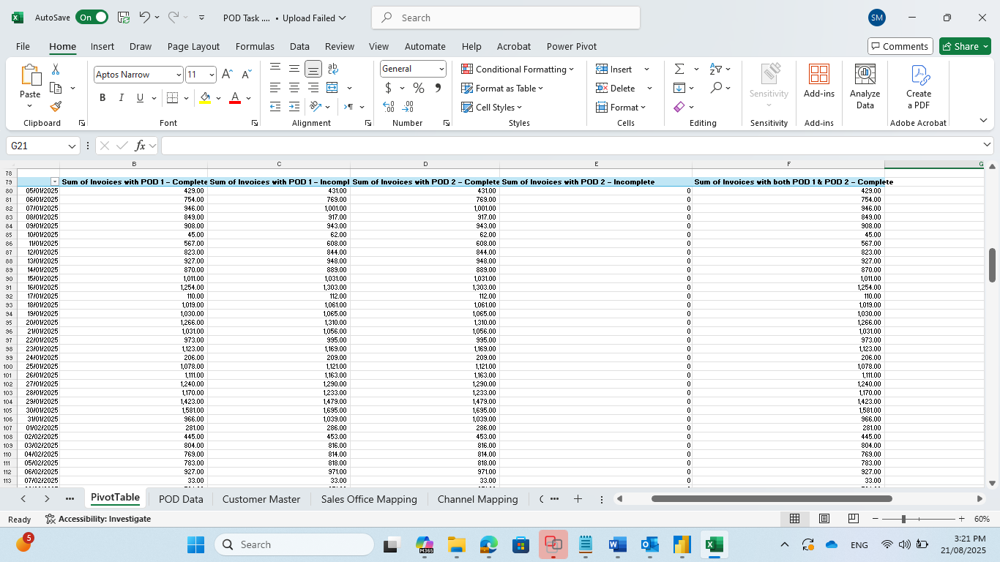 AutoSave On POD Task .... • Upload Failed Search SM
File Home Insert Draw Page Layout Formulas Data Review View Automate Help Acrobat Power Pivot Comments Share
Paste Aptos Narrow 11 A A ab General Conditional Formatting Insert Sensitivity Add-ins Analyze Data Create a PDF
B I U A $ % 9 Format as Table Delete
Cell Styles Format
Clipboard Font Alignment Number Styles Cells Editing Sensitivity Add-ins Adobe Acrobat
G21 fx
B C D E F G
78
79 Sum of Invoices with POD 1 - Complete Sum of Invoices with POD 1 - Incompl Sum of Invoices with POD 2 - Complete Sum of Invoices with POD 2 - Incomplete Sum of Invoices with both POD 1 & POD 2 - Complete
80 05/01/2025 429.00 431.00 431.00 0 429.00
81 06/01/2025 754.00 769.00 769.00 0 754.00
82 07/01/2025 946.00 1,001.00 1,001.00 0 946.00
83 08/01/2025 849.00 917.00 917.00 0 849.00
84 09/01/2025 908.00 943.00 943.00 0 908.00
85 10/01/2025 45.00 62.00 62.00 0 45.00
86 11/01/2025 567.00 608.00 608.00 0 567.00
87 12/01/2025 823.00 844.00 844.00 0 823.00
88 13/01/2025 927.00 948.00 948.00 0 927.00
89 14/01/2025 870.00 889.00 889.00 0 870.00
90 15/01/2025 1,011.00 1,031.00 1,031.00 0 1,011.00
91 16/01/2025 1,254.00 1,303.00 1,303.00 0 1,254.00
92 17/01/2025 110.00 112.00 112.00 0 110.00
93 18/01/2025 1,019.00 1,061.00 1,061.00 0 1,019.00
94 19/01/2025 1,030.00 1,065.00 1,065.00 0 1,030.00
95 20/01/2025 1,266.00 1,310.00 1,310.00 0 1,266.00
96 21/01/2025 1,031.00 1,056.00 1,056.00 0 1,031.00
97 22/01/2025 973.00 995.00 995.00 0 973.00
98 23/01/2025 1,123.00 1,169.00 1,169.00 0 1,123.00
99 24/01/2025 206.00 209.00 209.00 0 206.00
100 25/01/2025 1,078.00 1,121.00 1,121.00 0 1,078.00
101 26/01/2025 1,111.00 1,163.00 1,163.00 0 1,111.00
102 27/01/2025 1,240.00 1,290.00 1,290.00 0 1,240.00
103 28/01/2025 1,170.00 1,233.00 1,233.00 0 1,170.00
104 29/01/2025 1,423.00 1,479.00 1,479.00 0 1,423.00
105 30/01/2025 1,581.00 1,695.00 1,695.00 0 1,581.00
106 31/01/2025 966.00 1,039.00 1,039.00 0 966.00
107 01/02/2025 281.00 286.00 286.00 0 281.00
108 02/02/2025 445.00 453.00 453.00 0 445.00
109 03/02/2025 804.00 816.00 816.00 0 804.00
110 04/02/2025 769.00 814.00 814.00 0 769.00
111 05/02/2025 783.00 818.00 818.00 0 783.00
112 06/02/2025 927.00 971.00 971.00 0 927.00
113 07/02/2025 33.00 33.00 33.00 0 33.00
PivotTable POD Data Customer Master Sales Office Mapping Channel Mapping
Ready Accessibility: Investigate 60%
5 Search M365 ENG 3:21 PM
21/08/2025